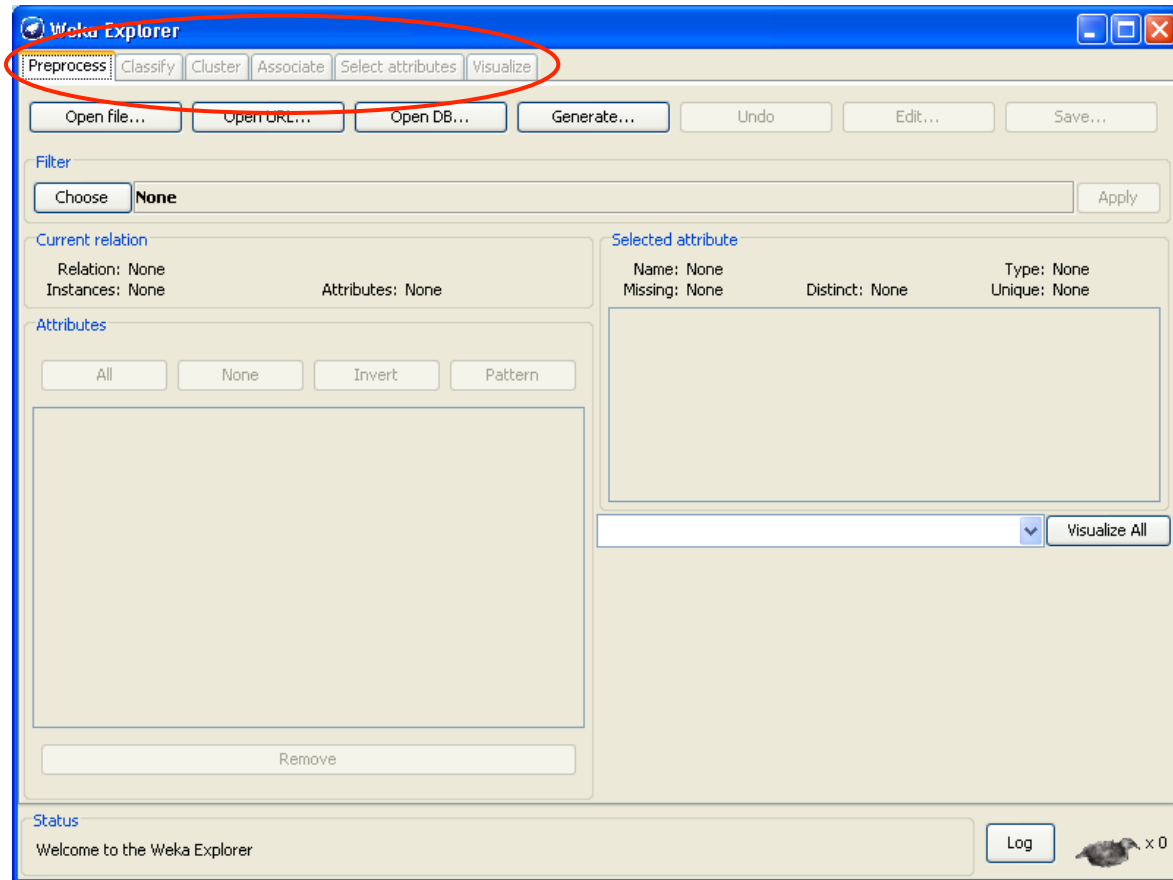 Weka Explorer
Preprocess Classify Cluster Associate Select attributes Visualize
Open file... Open URL... Open DB... Generate... Undo Edit... Save...
Filter
Choose None Apply
Current relation
Relation: None
Instances: None Attributes: None
Selected attribute
Name: None Type: None
Missing: None Distinct: None Unique: None
Attributes
All None Invert Pattern
Visualize All
Remove
Status
Welcome to the Weka Explorer
Log x 0